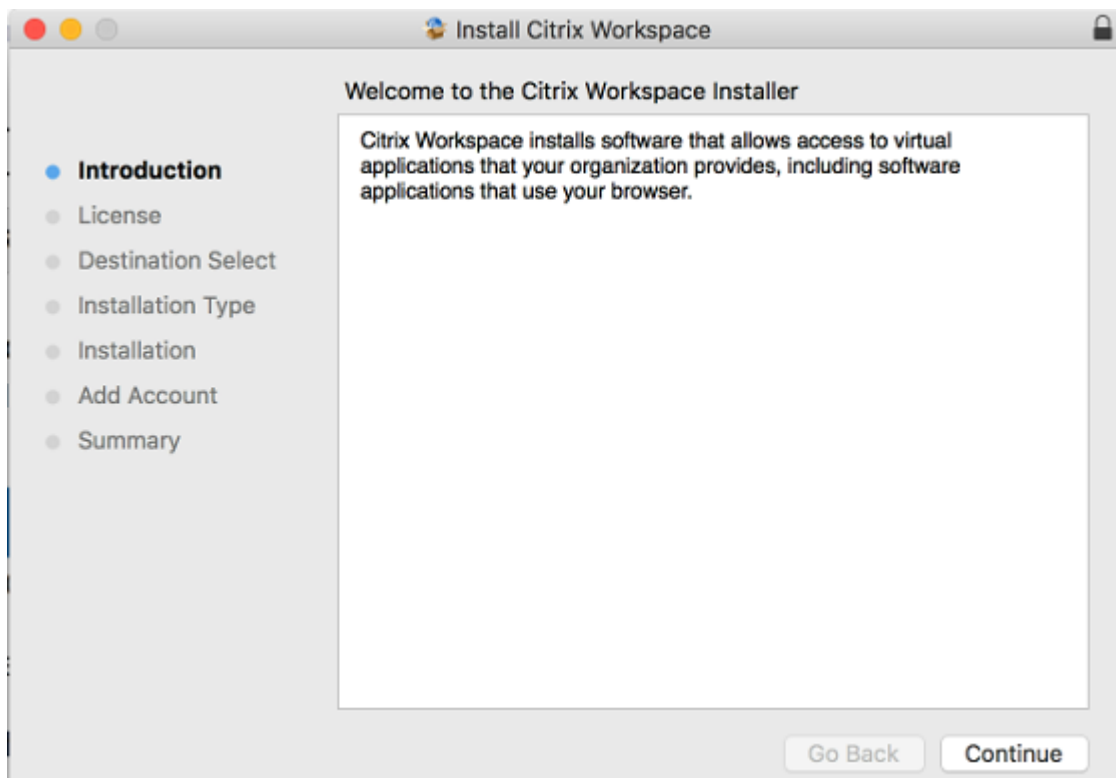 Install Citrix Workspace
Welcome to the Citrix Workspace Installer
Introduction
License
Destination Select
Installation Type
Installation
Add Account
Summary
Citrix Workspace installs software that allows access to virtual
applications that your organization provides, including software
applications that use your browser.
Go Back
Continue